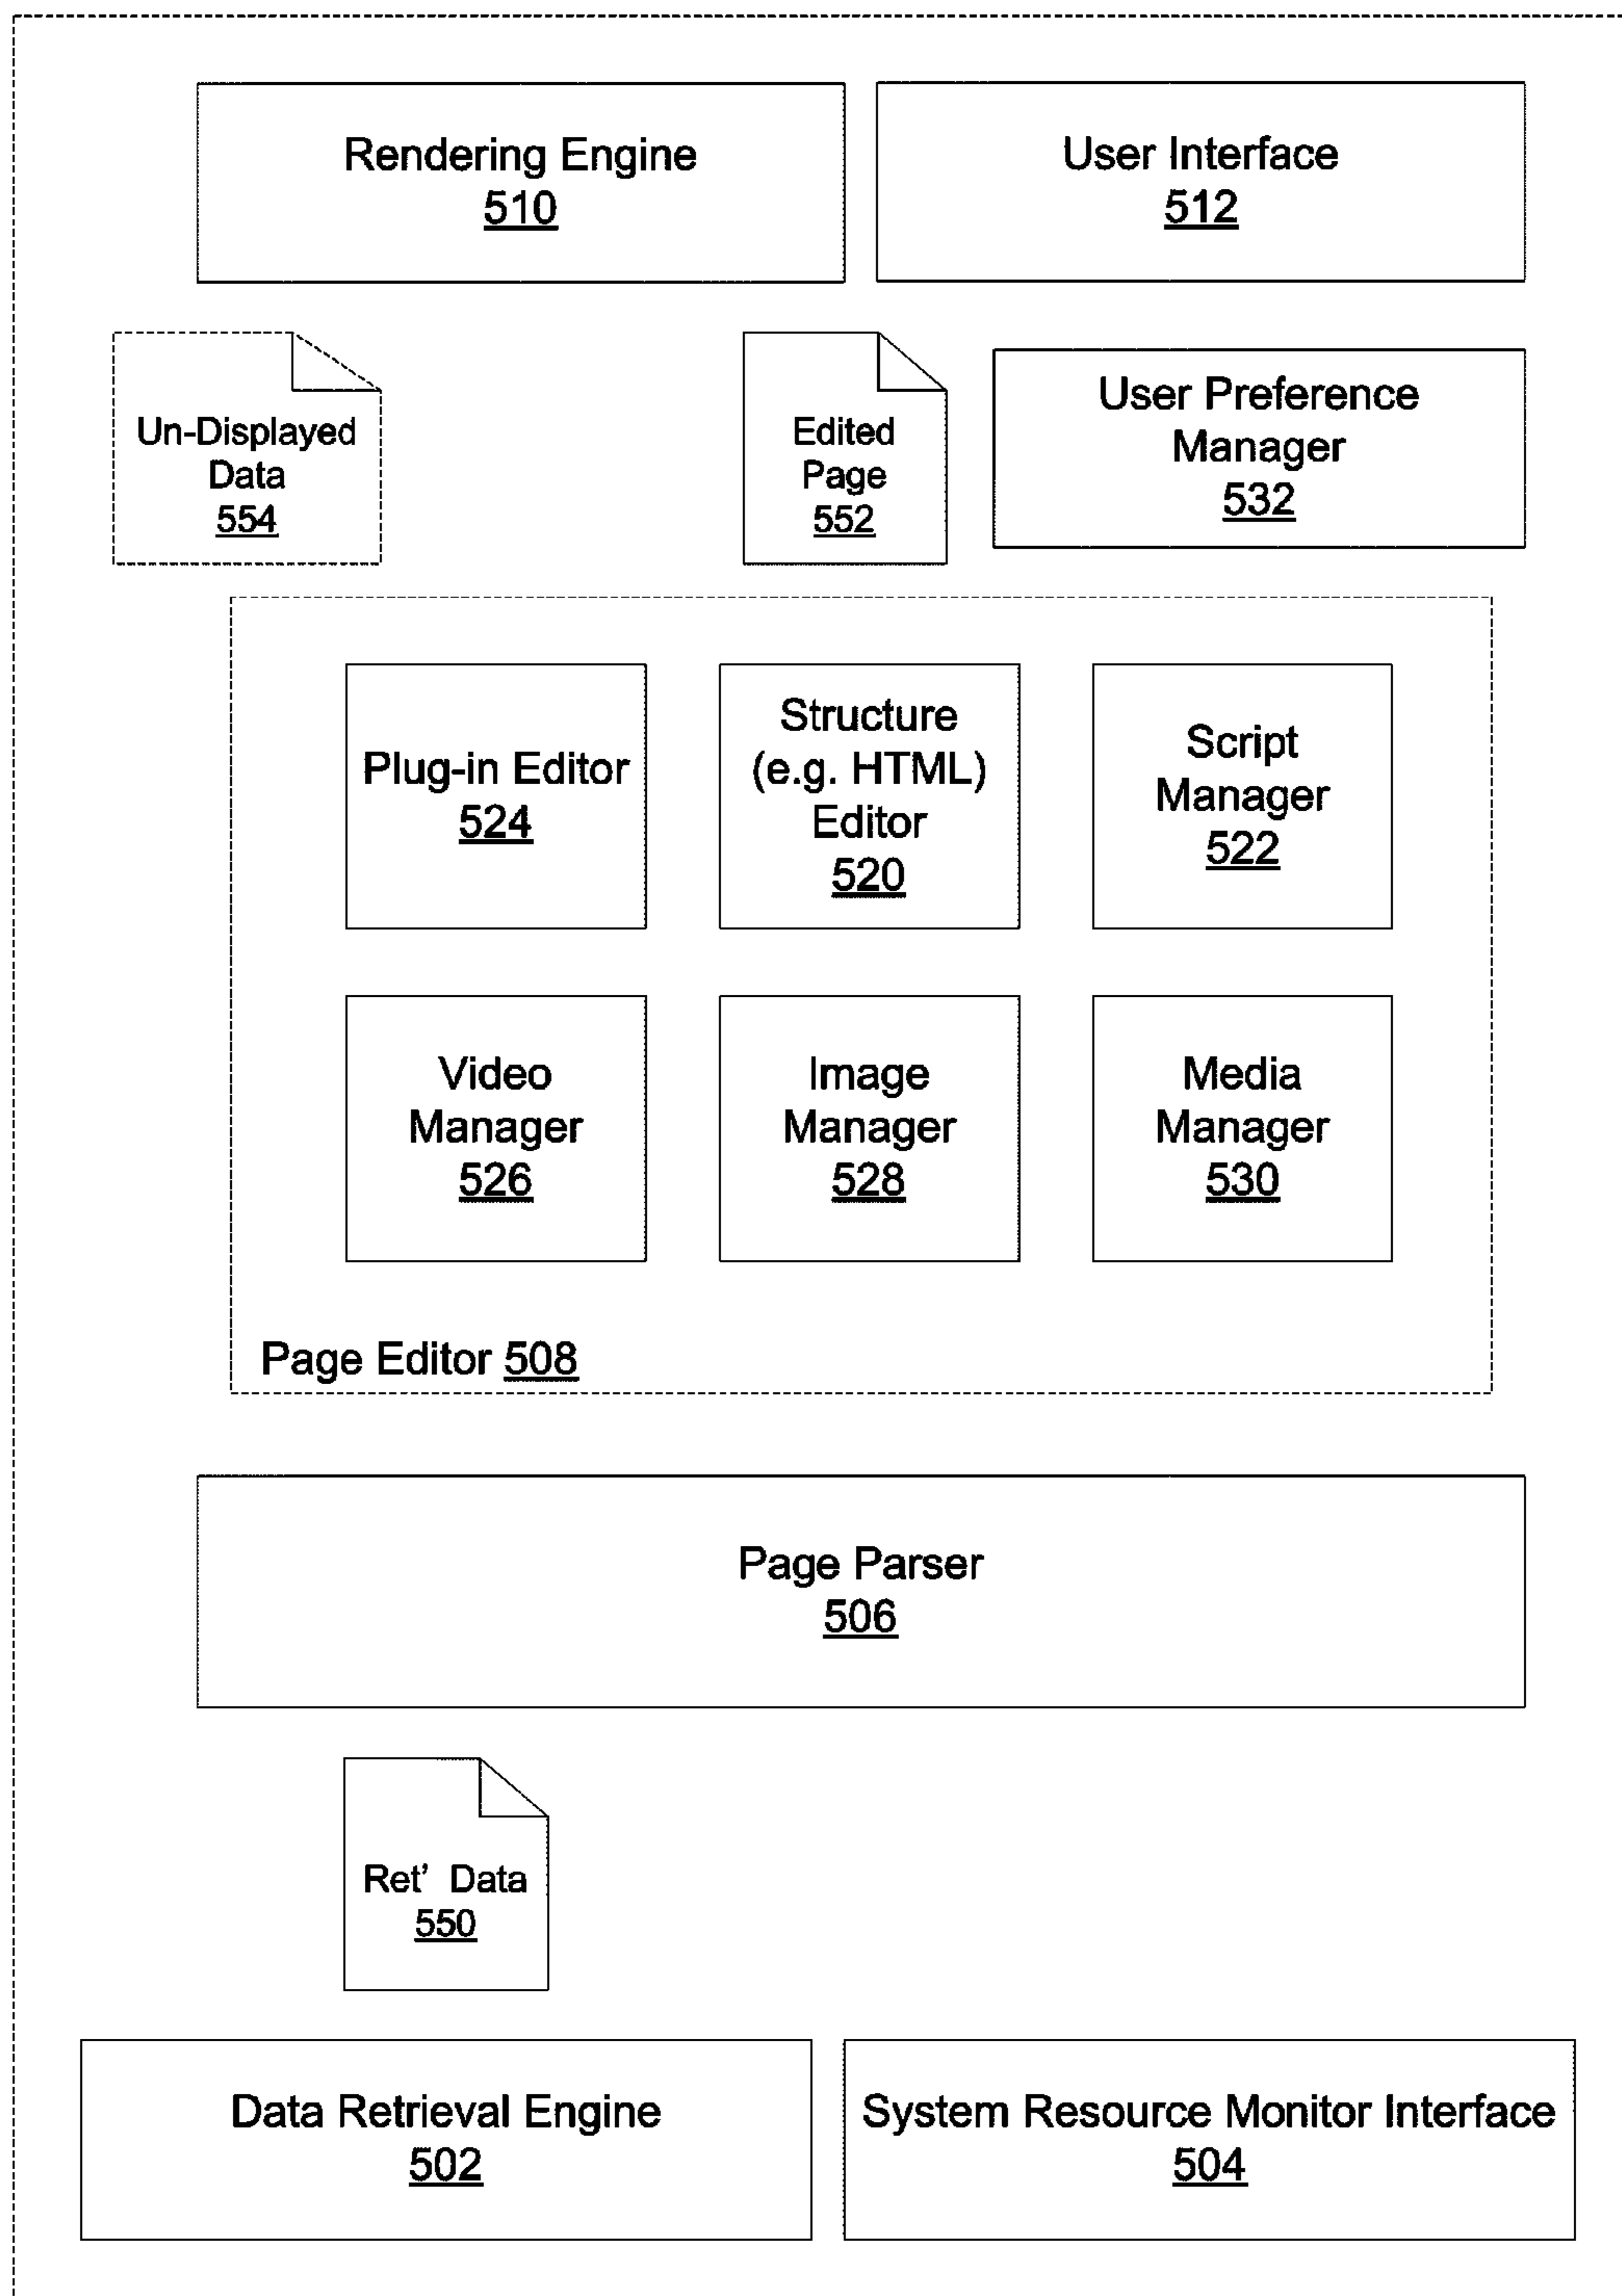 Rendering Engine
510
User Interface
512
Un-Displayed
Data
554
Edited
Page
552
User Preference
Manager
532
Plug-in Editor
524
Structure
(e.g. HTML)
Editor
520
Script
Manager
522
Video
Manager
526
Image
Manager
528
Media
Manager
530
Page Editor 508
Page Parser
506
Ret’ Data
550
Data Retrieval Engine
502
System Resource Monitor Interface
504